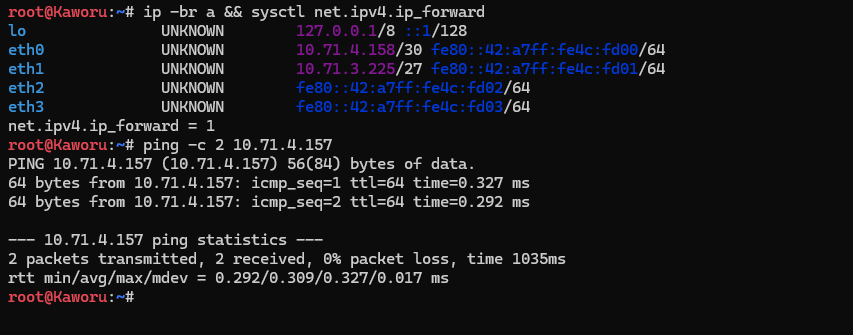 root@Kaworu:~# ip -br a && sysctl net.ipv4.ip_forward
lo               UNKNOWN        127.0.0.1/8 ::1/128
eth0             UNKNOWN        10.71.4.158/30 fe80::42:a7ff:fe4c:fd00/64
eth1             UNKNOWN        10.71.3.225/27 fe80::42:a7ff:fe4c:fd01/64
eth2             UNKNOWN        fe80::42:a7ff:fe4c:fd02/64
eth3             UNKNOWN        fe80::42:a7ff:fe4c:fd03/64
net.ipv4.ip_forward = 1
root@Kaworu:~# ping -c 2 10.71.4.157
PING 10.71.4.157 (10.71.4.157) 56(84) bytes of data.
64 bytes from 10.71.4.157: icmp_seq=1 ttl=64 time=0.327 ms
64 bytes from 10.71.4.157: icmp_seq=2 ttl=64 time=0.292 ms

--- 10.71.4.157 ping statistics ---
2 packets transmitted, 2 received, 0% packet loss, time 1035ms
rtt min/avg/max/mdev = 0.292/0.309/0.327/0.017 ms
root@Kaworu:~#